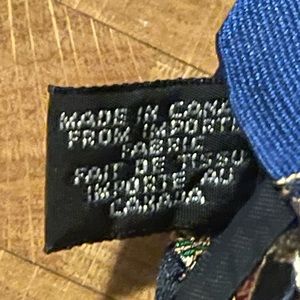 MADE IN CANA
FROM IMPORTE
FABRIC
FAIT DE TISSU
IMPORTE AU
CANADA